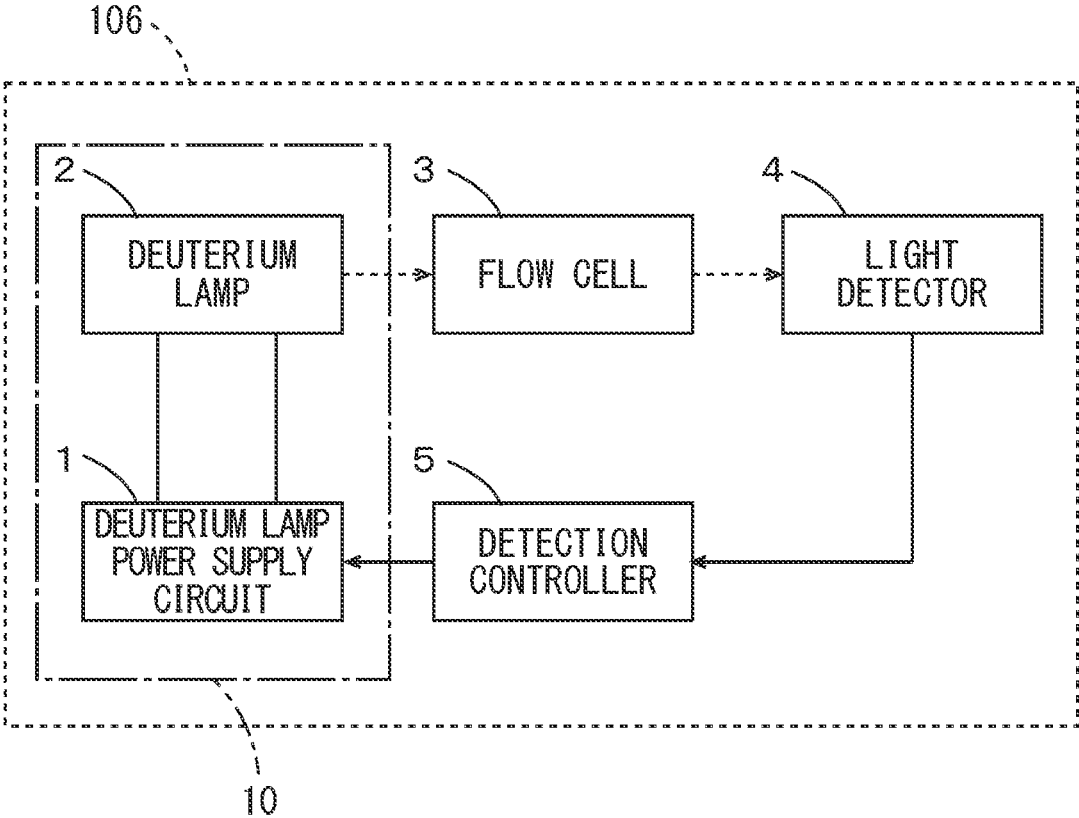 106
2
3
4
DEUTERIUM
LAMP
FLOW CELL
LIGHT
DETECTOR
1
5
DEUTERIUM LAMP
POWER SUPPLY
CIRCUIT
DETECTION
CONTROLLER
10